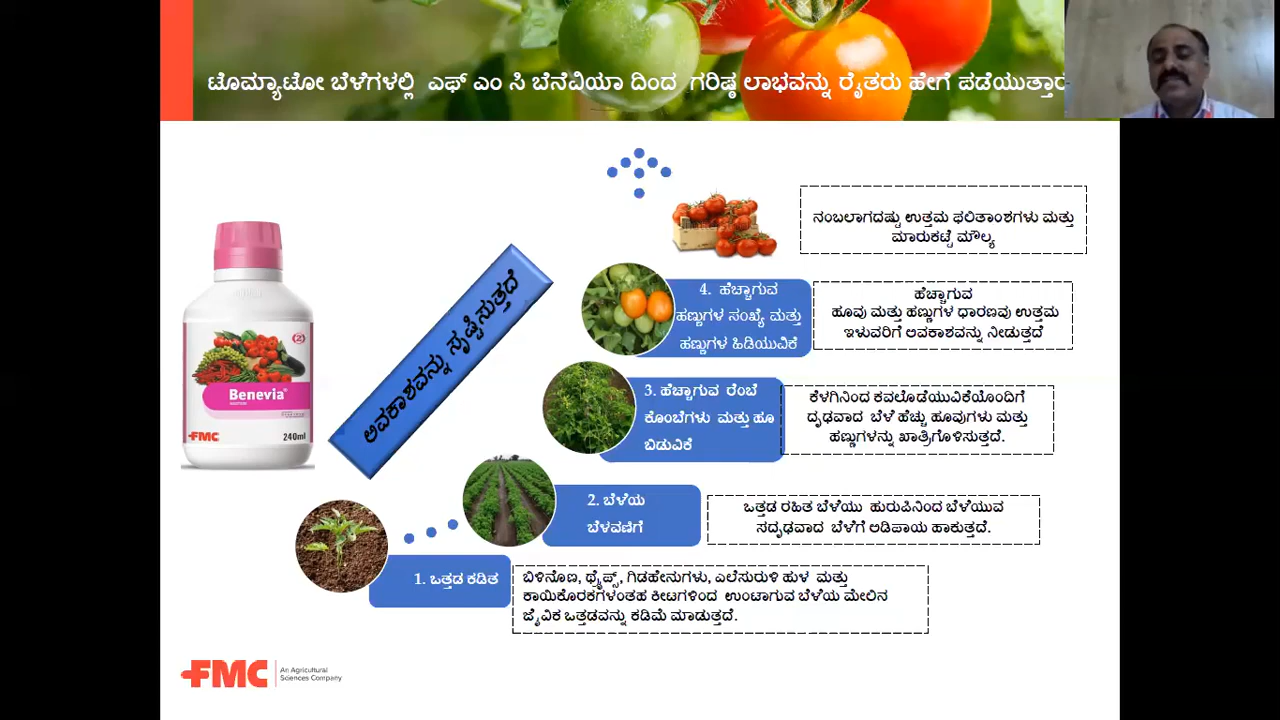 ಟೊಮ್ಯಾಟೋ ಬೆಳೆಗಳಲ್ಲಿ ಎಫ್ ಎಂ ಸಿ ಬೆನೆವಿಯಾ ದಿಂದ ಗರಿಷ್ಠ ಲಾಭವನ್ನು ರೈತರು ಹೇಗೆ ಪಡೆಯುತ್ತಾರ
ನಂಬಲಾಗದಷ್ಟು ಉತ್ತಮ ಫಲಿತಾಂಶಗಳು ಮತ್ತು
ಮಾರುಕಟ್ಟೆ ಮೌಲ್ಯ
4. ಹೆಚ್ಚಾಗುವ
ಹಣ್ಣುಗಳ ಸಂಖ್ಯೆ ಮತ್ತು
ಹಣ್ಣುಗಳ ಹಿಡಿಯುವಿಕೆ
ಹೆಚ್ಚಾಗುವ
ಹೂವು ಮತ್ತು ಹಣ್ಣುಗಳ ಧಾರಣವು ಉತ್ತಮ
ಇಳುವರಿಗೆ ಅವಕಾಶವನ್ನು ನೀಡುತ್ತದೆ
ಅವಕಾಶವನ್ನು ಸೃಷ್ಟಿಸುತ್ತದೆ
3. ಹೆಚ್ಚಾಗುವ ರೆಂಬೆ
ಕೊಂಬೆಗಳು ಮತ್ತು ಹೂ
ಬಿಡುವಿಕೆ
ಕೆಳಗಿನಿಂದ ಕವಲೊಡೆಯುವಿಕೆಯೊಂದಿಗೆ
ದೃಢವಾದ ಬೆಳೆ ಹೆಚ್ಚು ಹೂವುಗಳು ಮತ್ತು
ಹಣ್ಣುಗಳನ್ನು ಖಾತ್ರಿಗೊಳಿಸುತ್ತದೆ.
Benevia
FMC
240ml
2. ಬೆಳೆಯ
ಬೆಳವಣಿಗೆ
ಒತ್ತಡ ರಹಿತ ಬೆಳೆಯು ಹುರುಪಿನಿಂದ ಬೆಳೆಯುವ
ಸದೃಢವಾದ ಬೆಳೆಗೆ ಅಡಿಪಾಯ ಹಾಕುತ್ತದೆ.
1. ಒತ್ತಡ ಕಡಿತ
ಬಿಳಿನೊಣ, ಥ್ರೈಪ್ಸ್, ಗಿಡಹೇನುಗಳು, ಎಲೆಸುರುಳಿ ಹುಳ ಮತ್ತು
ಕಾಯಿಕೊರಕಗಳಂತಹ ಕೀಟಗಳಿಂದ ಉಂಟಾಗುವ ಬೆಳೆಯ ಮೇಲಿನ
ಜೈವಿಕ ಒತ್ತಡವನ್ನು ಕಡಿಮೆ ಮಾಡುತ್ತದೆ.
FMC
An Agricultural
Sciences Company